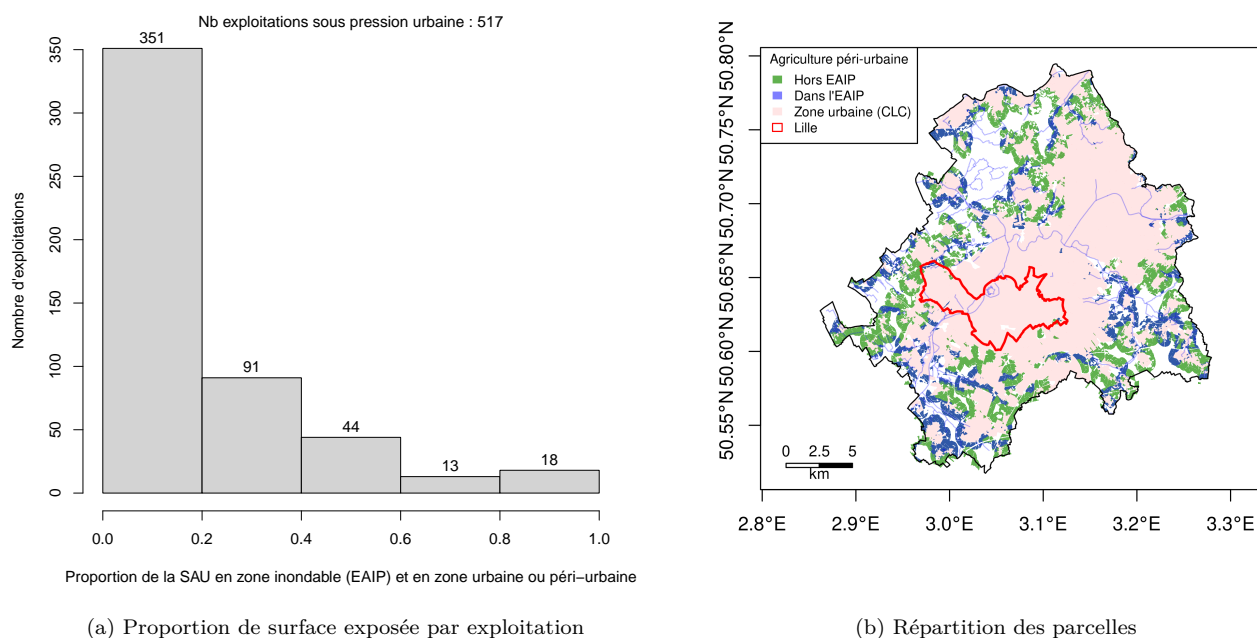 Nb exploitations sous pression urbaine : 517
Nombre d'exploitations
350
300
250
200
150
100
50
0
351
91
44
13
18
0.0 0.2 0.4 0.6 0.8 1.0
Proportion de la SAU en zone inondable (EAIP) et en zone urbaine ou péri−urbaine
(a) Proportion de surface exposée par exploitation
Agriculture péri-urbaine
Hors EAIP
Dans l'EAIP
Zone urbaine (CLC)
Lille
50.80°N
50.75°N
50.70°N
50.65°N
50.60°N
50.55°N
0 2.5 5
km
2.8°E 2.9°E 3.0°E 3.1°E 3.2°E 3.3°E
(b) Répartition des parcelles